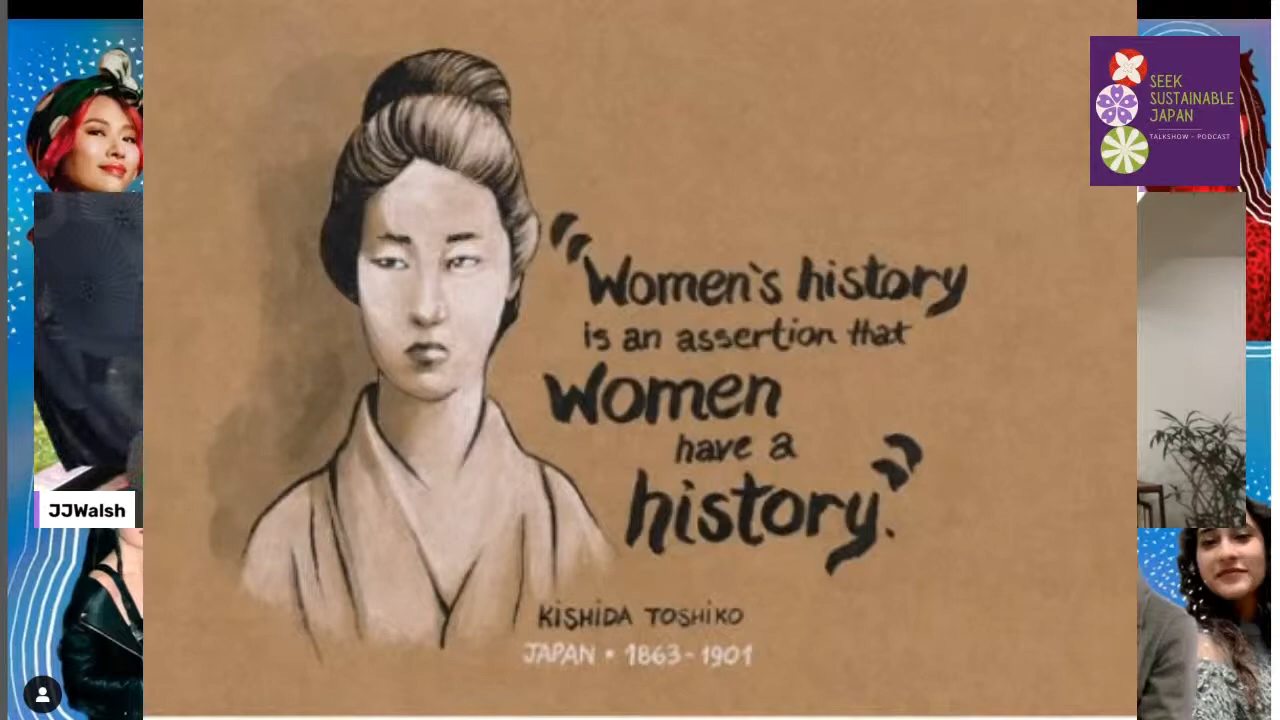 SEEK
SUSTAINABLE
JAPAN
TALKSHOW - PODCAST
"Women's history
is an assertion that
women
have a
history."
KISHIDA TOSHIKO
JAPAN • 1863-1901
JJWalsh